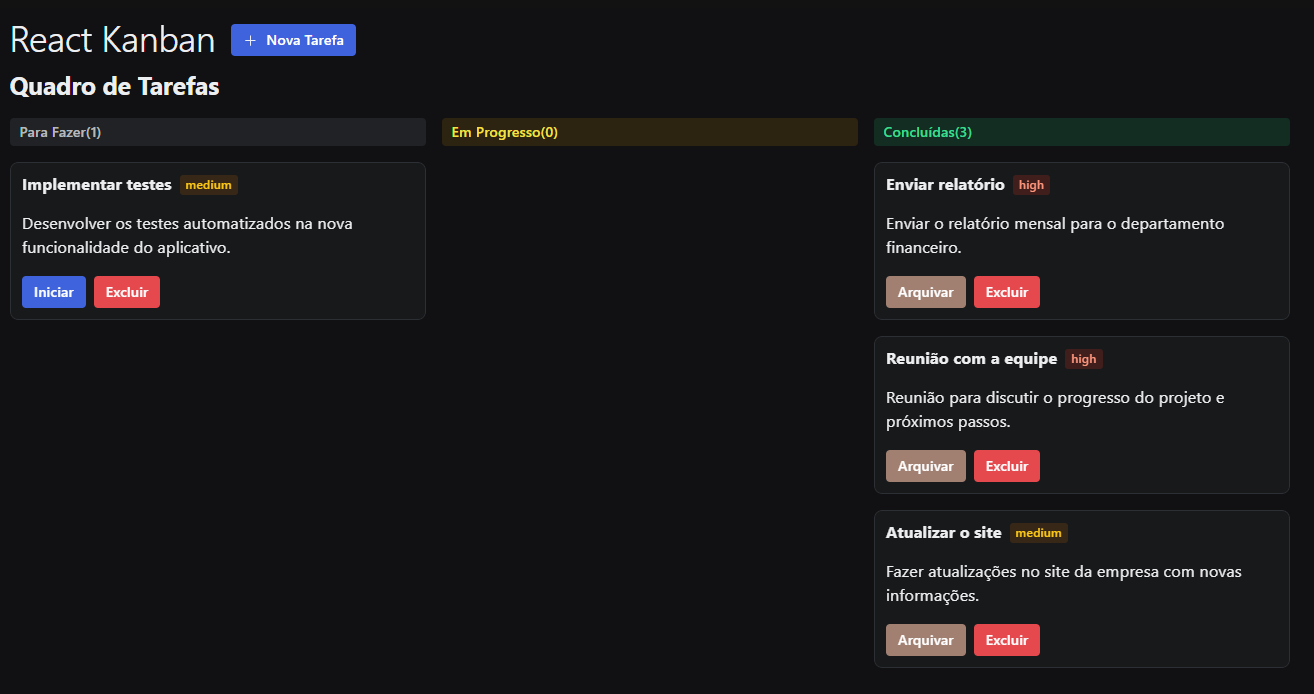 React Kanban
+ Nova Tarefa
Quadro de Tarefas
Para Fazer(1)
Implementar testes medium
Desenvolver os testes automatizados na nova
funcionalidade do aplicativo.
Iniciar Excluir
Em Progresso(0)
Concluídas(3)
Enviar relatório high
Enviar o relatório mensal para o departamento
financeiro.
Arquivar Excluir
Reunião com a equipe high
Reunião para discutir o progresso do projeto e
próximos passos.
Arquivar Excluir
Atualizar o site medium
Fazer atualizações no site da empresa com novas
informações.
Arquivar Excluir